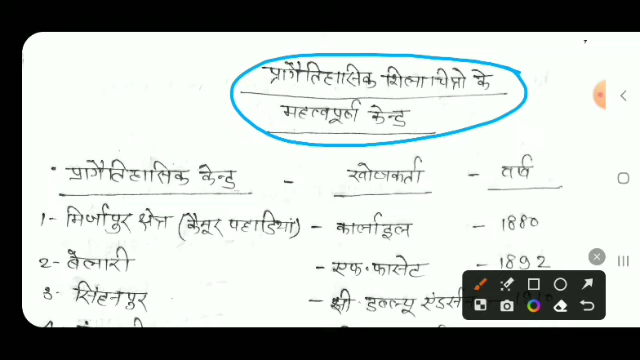 प्रागैतिहासिक शिला चित्रो के
महत्वपूर्ण केन्द्र
प्रागैतिहासिक केन्द्र - खोजकर्ता - वर्ष
1- मिर्जापुर क्षेत्र (कैमूर पहाडियां) - कार्लाइल - 1880
2- बेलारी - एफ. फासेट - 1892
3- सिंहनपुर - श्री डब्ल्यू एंडर्सन